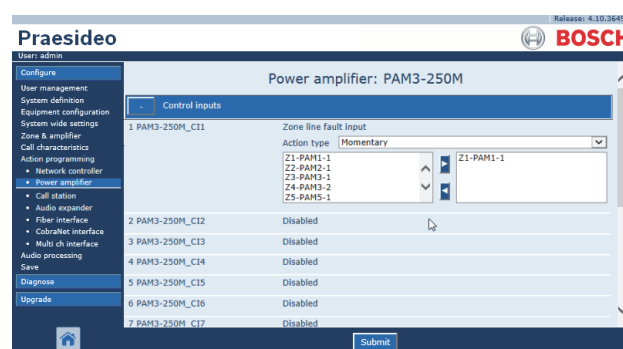 Release: 4.10.3649
Praesideo
BOSCH
User: admin
Configure
User management
System definition
Equipment configuration
System wide settings
Zone & amplifier
Call characteristics
Action programming
• Network controller
• Power amplifier
• Call station
• Audio expander
• Fiber interface
• CobraNet interface
• Multi ch interface
Audio processing
Save
Diagnose
Upgrade
Power amplifier: PAM3-250M
- Control inputs
1 PAM3-250M_CI1 Zone line fault input
Action type Momentary
Z1-PAM1-1
Z2-PAM2-1
Z3-PAM3-1
Z4-PAM3-2
Z5-PAM5-1
Z1-PAM1-1
2 PAM3-250M_CI2 Disabled
3 PAM3-250M_CI3 Disabled
4 PAM3-250M_CI4 Disabled
5 PAM3-250M_CI5 Disabled
6 PAM3-250M_CI6 Disabled
7 PAM3-250M_CI7 Disabled
Submit